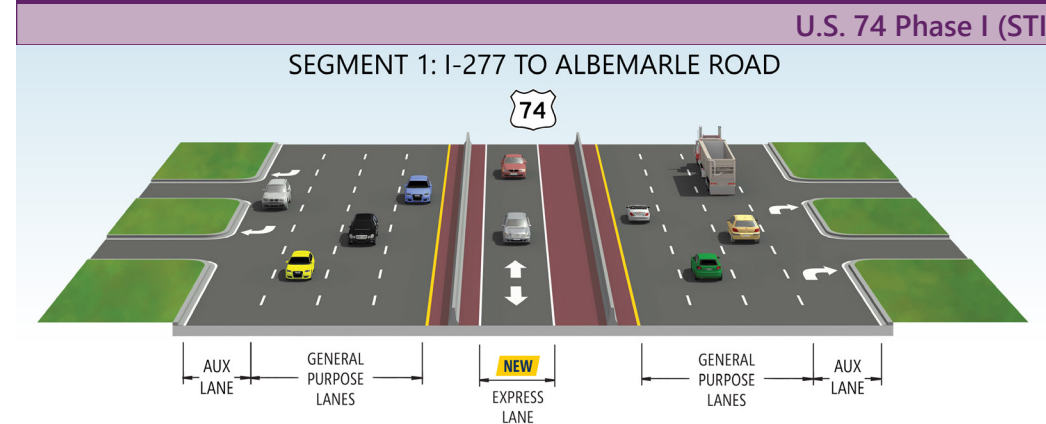 U.S. 74 Phase I (STI
SEGMENT 1: I-277 TO ALBEMARLE ROAD
74
AUX
LANE
GENERAL
PURPOSE
LANES
NEW
EXPRESS
LANE
GENERAL
PURPOSE
LANES
AUX
LANE